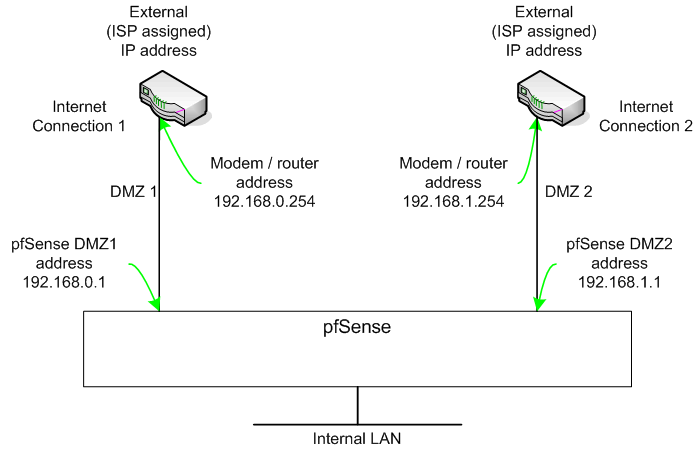 External
(ISP assigned)
IP address
External
(ISP assigned)
IP address
Internet
Connection 1
Internet
Connection 2
Modem / router
address
192.168.0.254
Modem / router
address
192.168.1.254
DMZ 1
DMZ 2
pfSense DMZ1
address
192.168.0.1
pfSense DMZ2
address
192.168.1.1
pfSense
Internal LAN